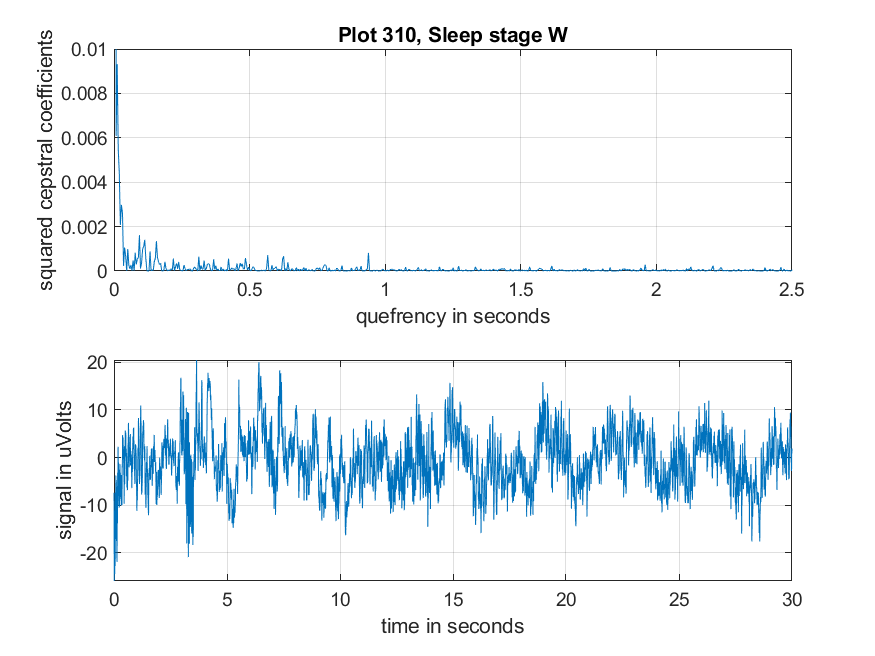 Plot 310, Sleep stage W
squared cepstral coefficients
0.01
0.008
0.006
0.004
0.002
0
0 0.5 1 1.5 2 2.5
quefrency in seconds
signal in uVolts
20
10
0
-10
-20
0 5 10 15 20 25 30
time in seconds